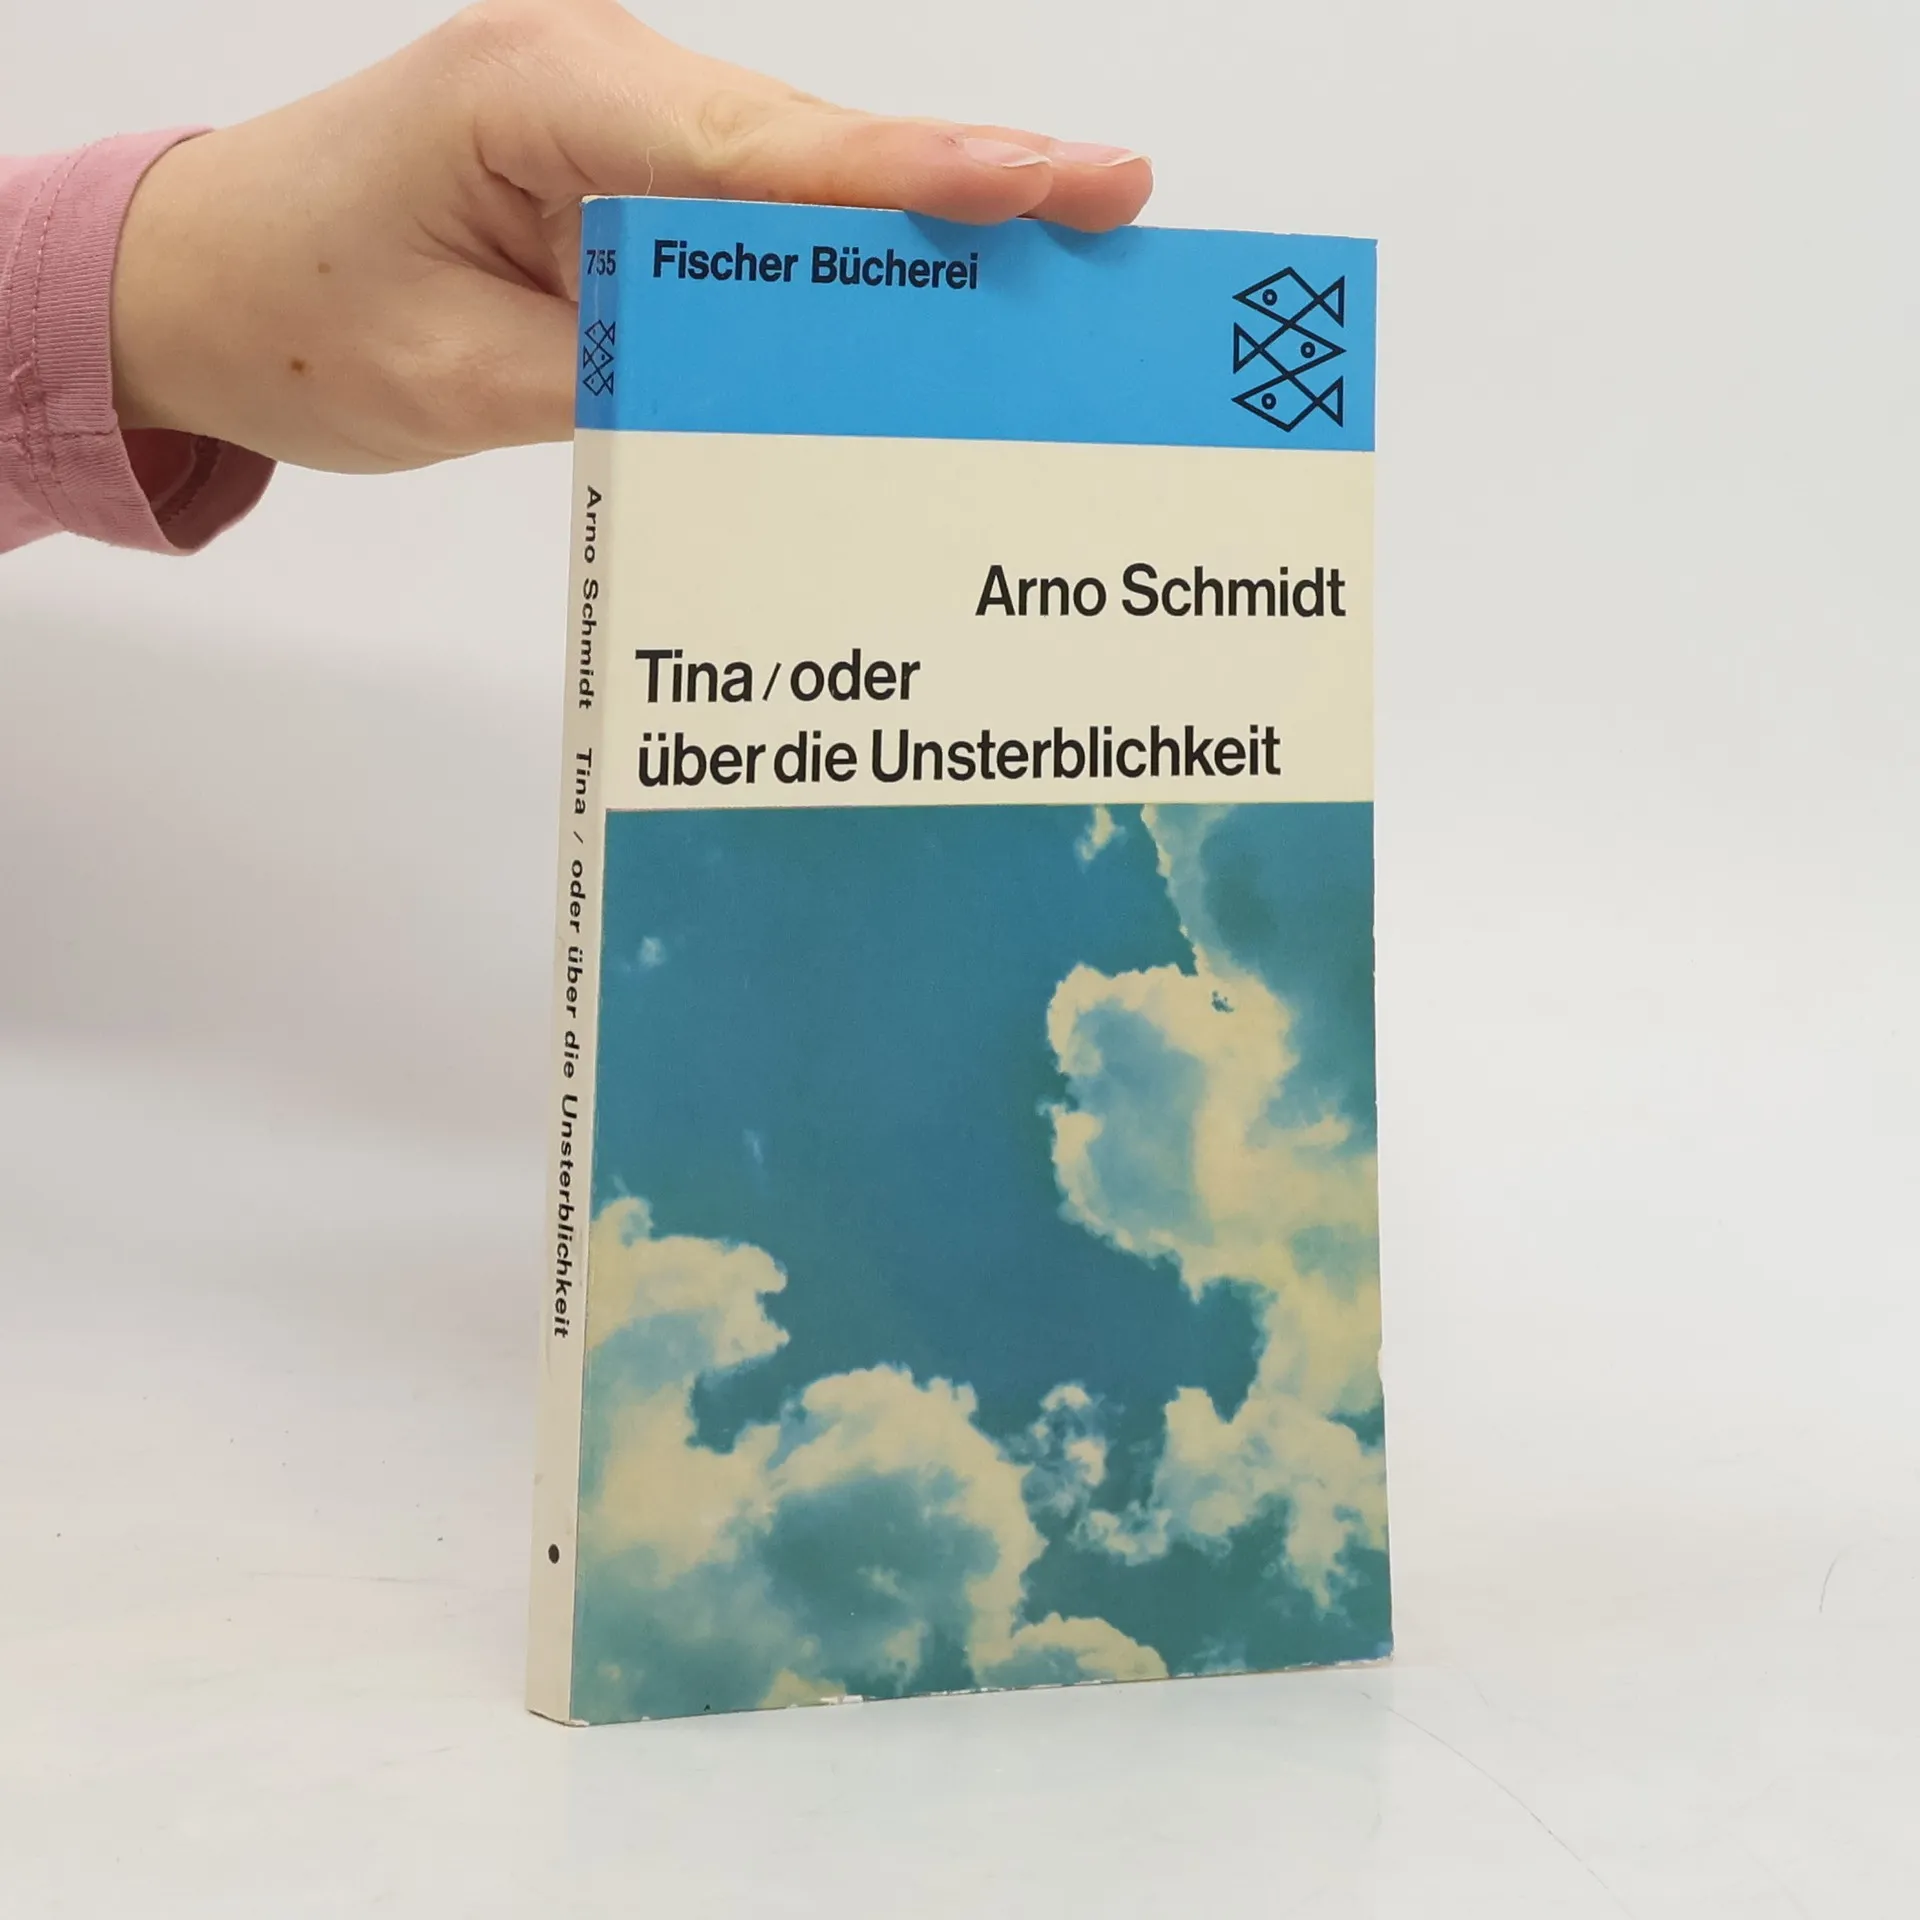 755
Fischer Bücherei
Arno Schmidt
Tina / oder
über die Unsterblichkeit
Arno Schmidt Tina / oder über die Unsterblichkeit